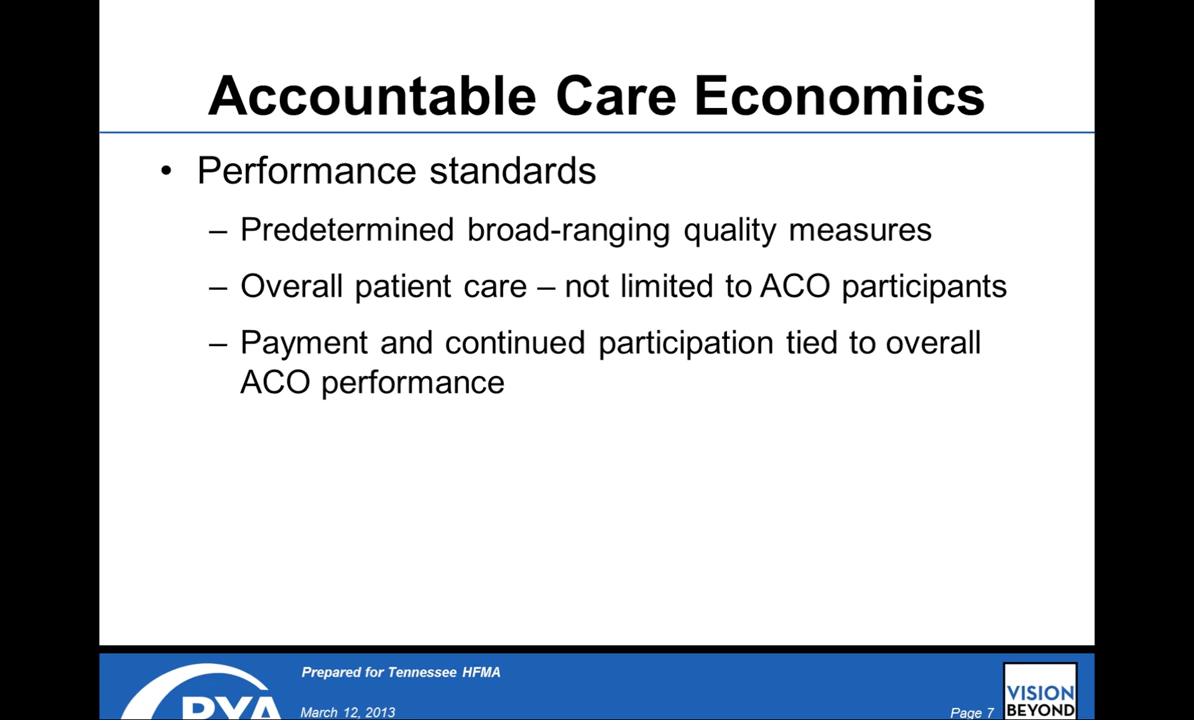 Accountable Care Economics
• Performance standards
– Predetermined broad-ranging quality measures
– Overall patient care – not limited to ACO participants
– Payment and continued participation tied to overall
ACO performance
Prepared for Tennessee HFMA
PYA
March 12, 2013
Page 7
VISION
BEYOND